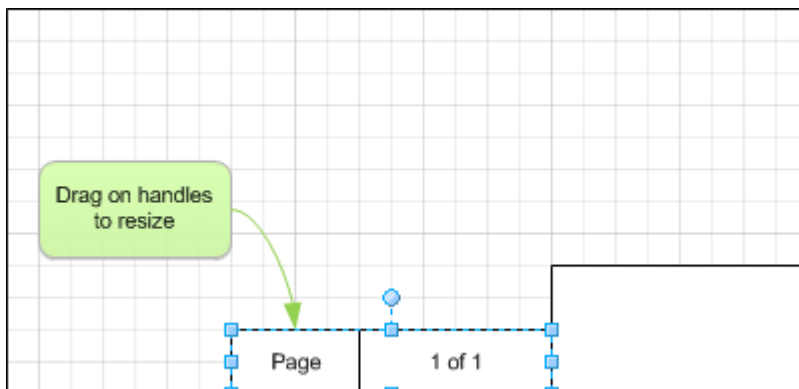 Drag on handles
to resize
Page
1 of 1